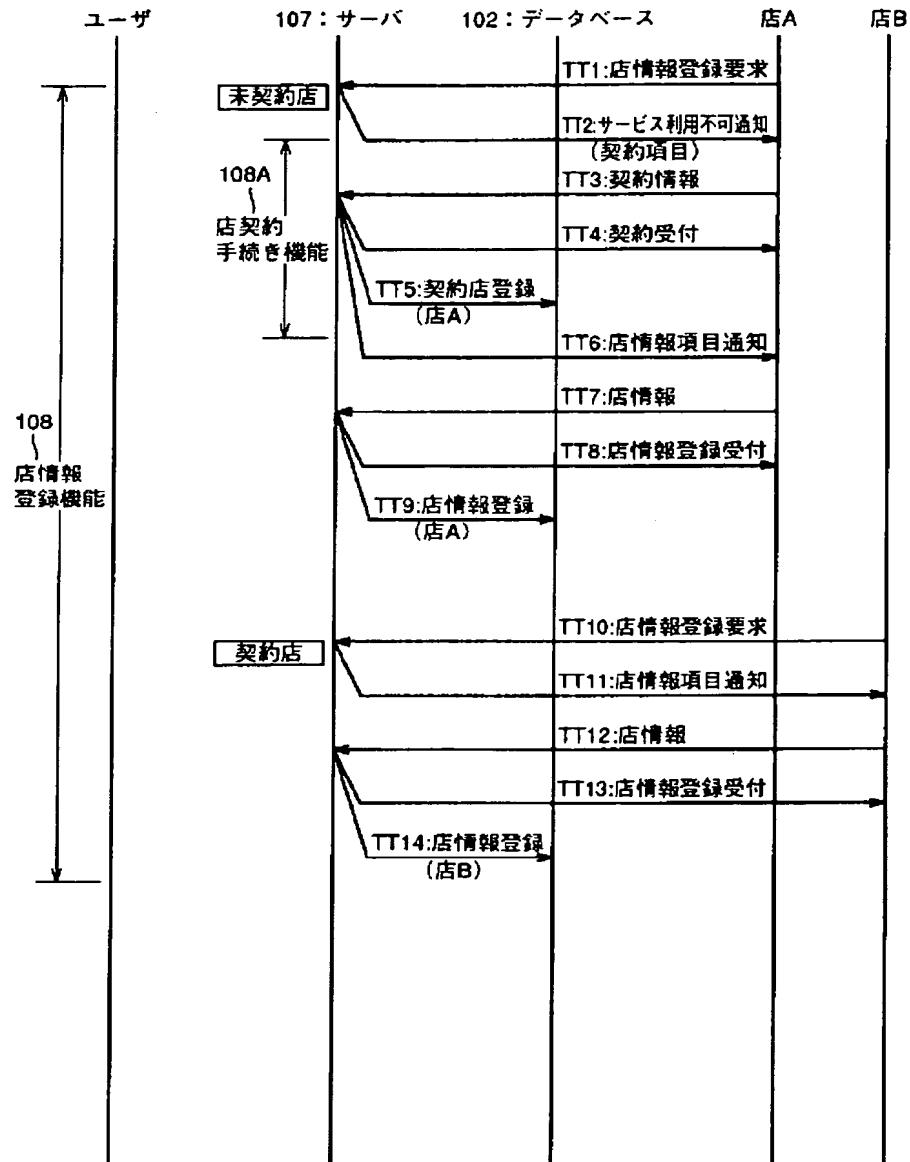 ユーザ 107：サーバ 102：データベース 店A 店B
TT1:店情報登録要求
未契約店
TT2:サービス利用不可通知
(契約項目)
108A
店契約
手続き機能
TT3:契約情報
TT4:契約受付
TT5:契約店登録
(店A)
TT6:店情報項目通知
TT7:店情報
108
店情報
登録機能
TT8:店情報登録受付
TT9:店情報登録
(店A)
TT10:店情報登録要求
契約店
TT11:店情報項目通知
TT12:店情報
TT13:店情報登録受付
TT14:店情報登録
(店B)